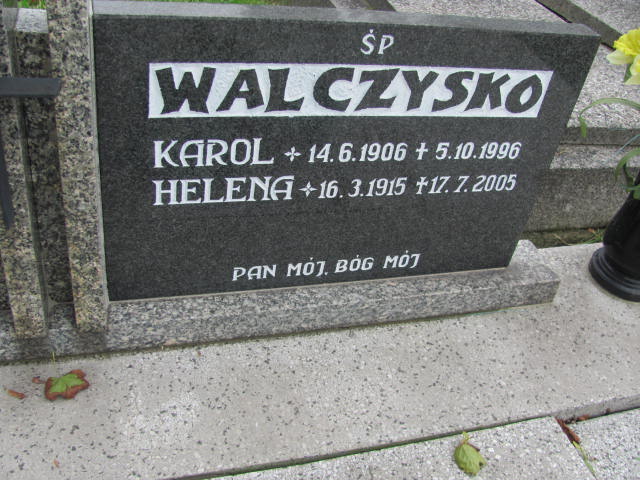 ŚP
WALCZYSKO
KAROL ✢ 14.6.1906 ✝ 5.10.1996
HELENA ✢ 16.3.1915 ✝ 17.7.2005
PAN MÓJ, BÓG MÓJ